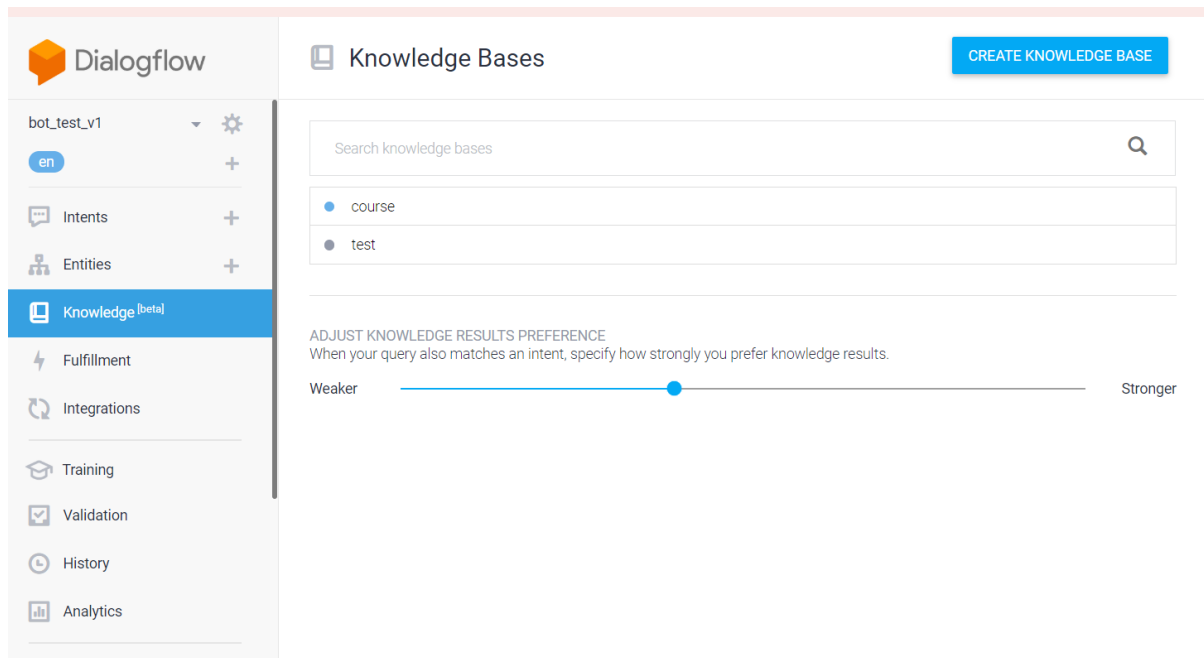 Dialogflow
bot_test_v1
en
Intents
Entities
Knowledge [beta]
Fulfillment
Integrations
Training
Validation
History
Analytics
Knowledge Bases
CREATE KNOWLEDGE BASE
Search knowledge bases
course
test
ADJUST KNOWLEDGE RESULTS PREFERENCE
When your query also matches an intent, specify how strongly you prefer knowledge results.
Weaker
Stronger